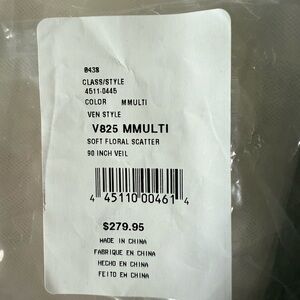 0438
CLASS/STYLE
4511-0445
COLOR MMULTI
VEN STYLE
V825 MMULTI
SOFT FLORAL SCATTER
90 INCH VEIL
4 45110 00461 4
$279.95
MADE IN CHINA
FABRIQUE EN CHINA
HECHO EN CHINA
FEITO EM CHINA